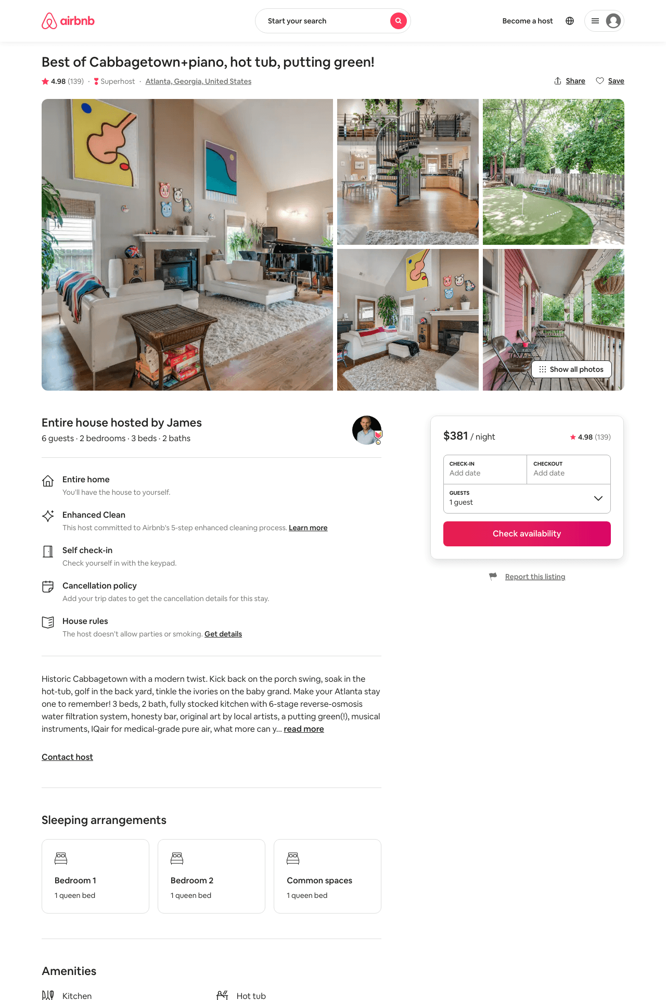 airbnb
Start your search
Become a host
Best of Cabbagetown+piano, hot tub, putting green!
4.98 (139) · Superhost · Atlanta, Georgia, United States
Share
Save
Show all photos
Entire house hosted by James
6 guests · 2 bedrooms · 3 beds · 2 baths
$381 / night
4.98 (139)
CHECK-IN
Add date
CHECKOUT
Add date
GUESTS
1 guest
Check availability
Report this listing
Entire home
You’ll have the house to yourself.
Enhanced Clean
This host committed to Airbnb's 5-step enhanced cleaning process. Learn more
Self check-in
Check yourself in with the keypad.
Cancellation policy
Add your trip dates to get the cancellation details for this stay.
House rules
The host doesn’t allow parties or smoking. Get details
Historic Cabbagetown with a modern twist. Kick back on the porch swing, soak in the
hot-tub, golf in the back yard, tinkle the ivories on the baby grand. Make your Atlanta stay
one to remember! 3 beds, 2 bath, fully stocked kitchen with 6-stage reverse-osmosis
water filtration system, honesty bar, original art by local artists, a putting green(!), musical
instruments, IQair for medical-grade pure air, what more can y... read more
Contact host
Sleeping arrangements
Bedroom 1
1 queen bed
Bedroom 2
1 queen bed
Common spaces
1 queen bed
Amenities
Kitchen
Hot tub